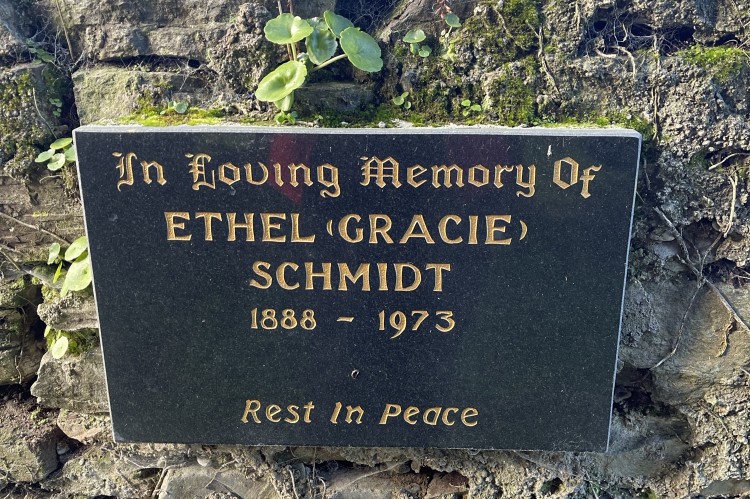 In Loving Memory Of
ETHEL (GRACIE)
SCHMIDT
1888 - 1973
Rest In Peace